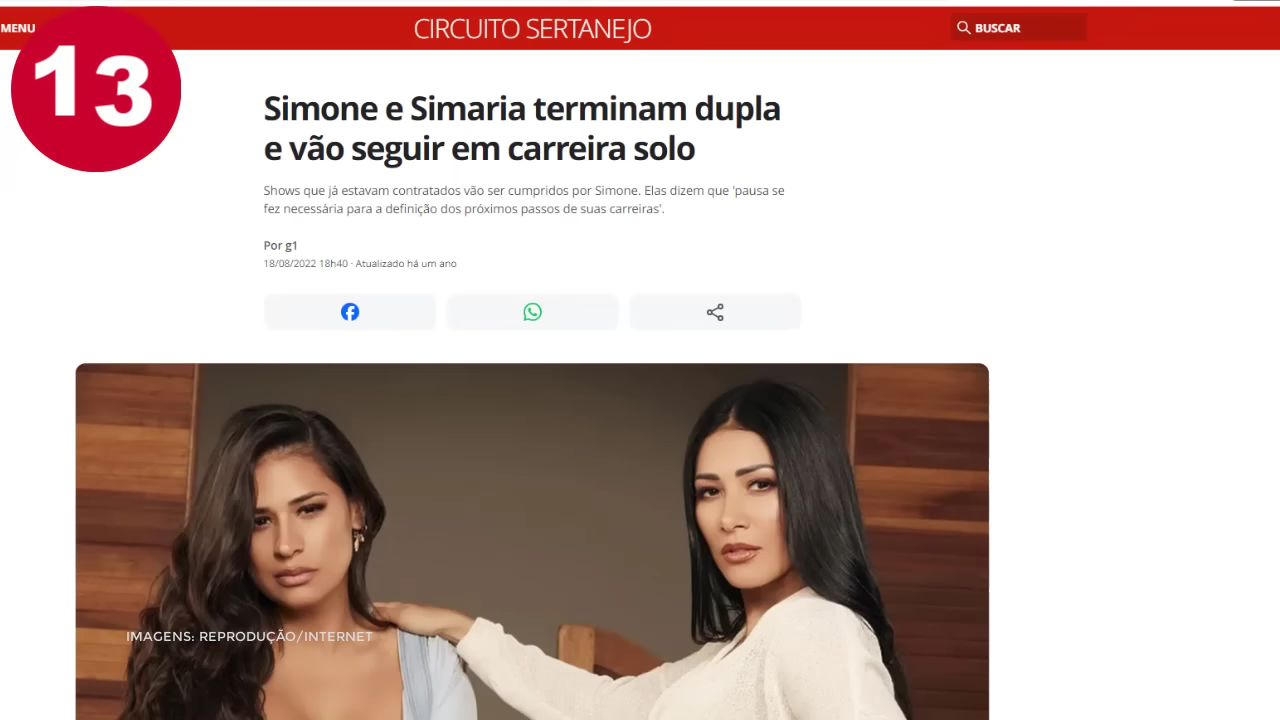 MENU
CIRCUITO SERTANEJO
BUSCAR
13
Simone e Simaria terminam dupla
e vão seguir em carreira solo
Shows que já estavam contratados vão ser cumpridos por Simone. Elas dizem que 'pausa se
fez necessária para a definição dos próximos passos de suas carreiras'.
Por g1
18/08/2022 18h40 · Atualizado há um ano
IMAGENS: REPRODUÇÃO/INTERNET